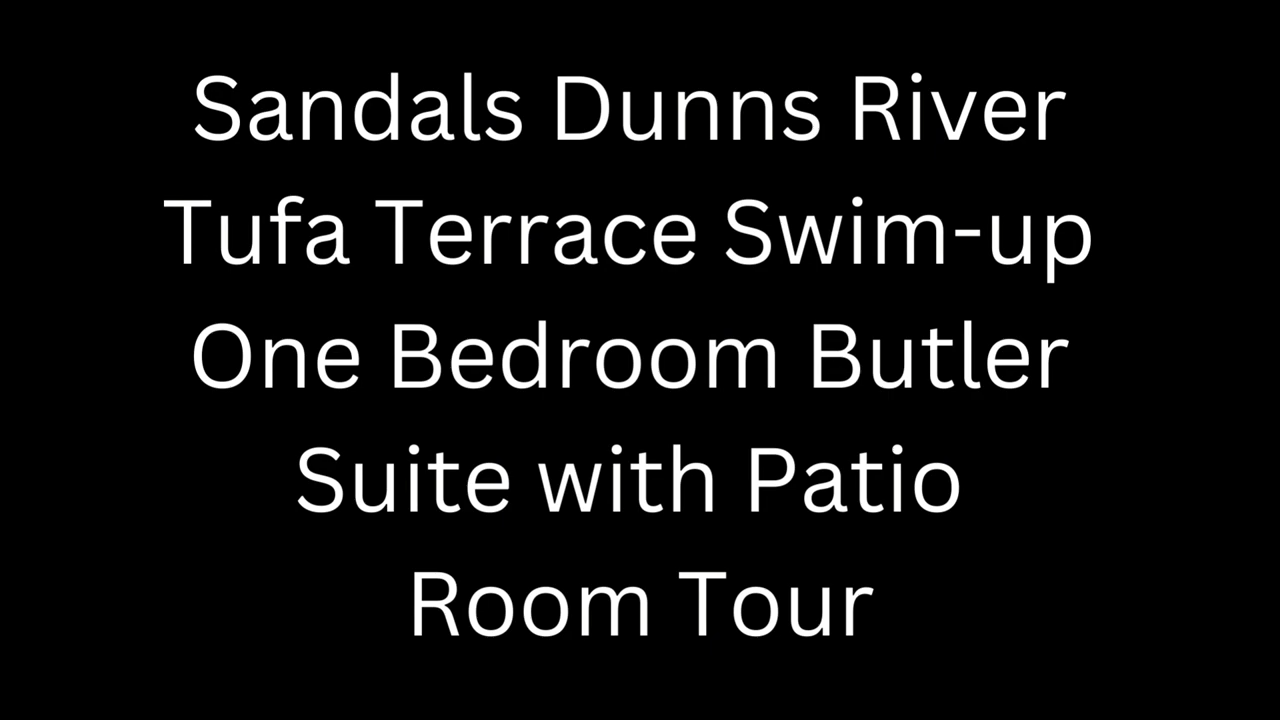 Sandals Dunns River
Tufa Terrace Swim-up
One Bedroom Butler
Suite with Patio
Room Tour